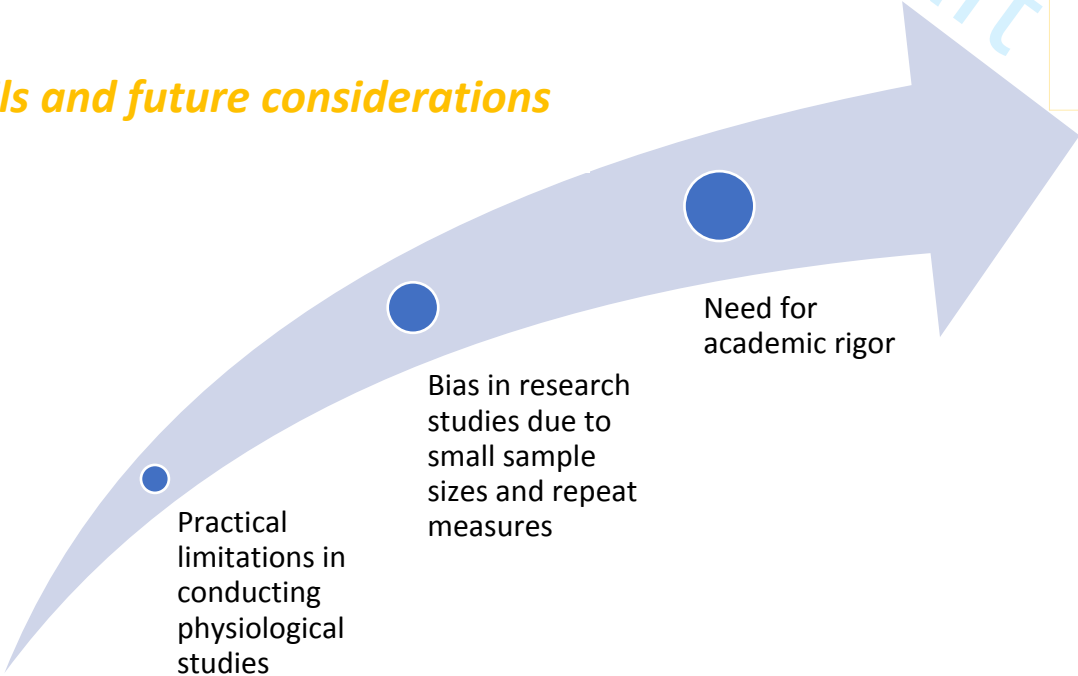 ls and future considerations
Need for
academic rigor
Bias in research
studies due to
small sample
sizes and repeat
measures
Practical
limitations in
conducting
physiological
studies